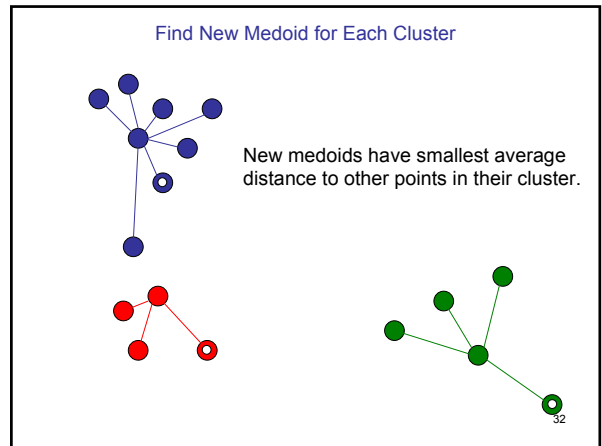 Find New Medoid for Each Cluster
New medoids have smallest average
distance to other points in their cluster.
32